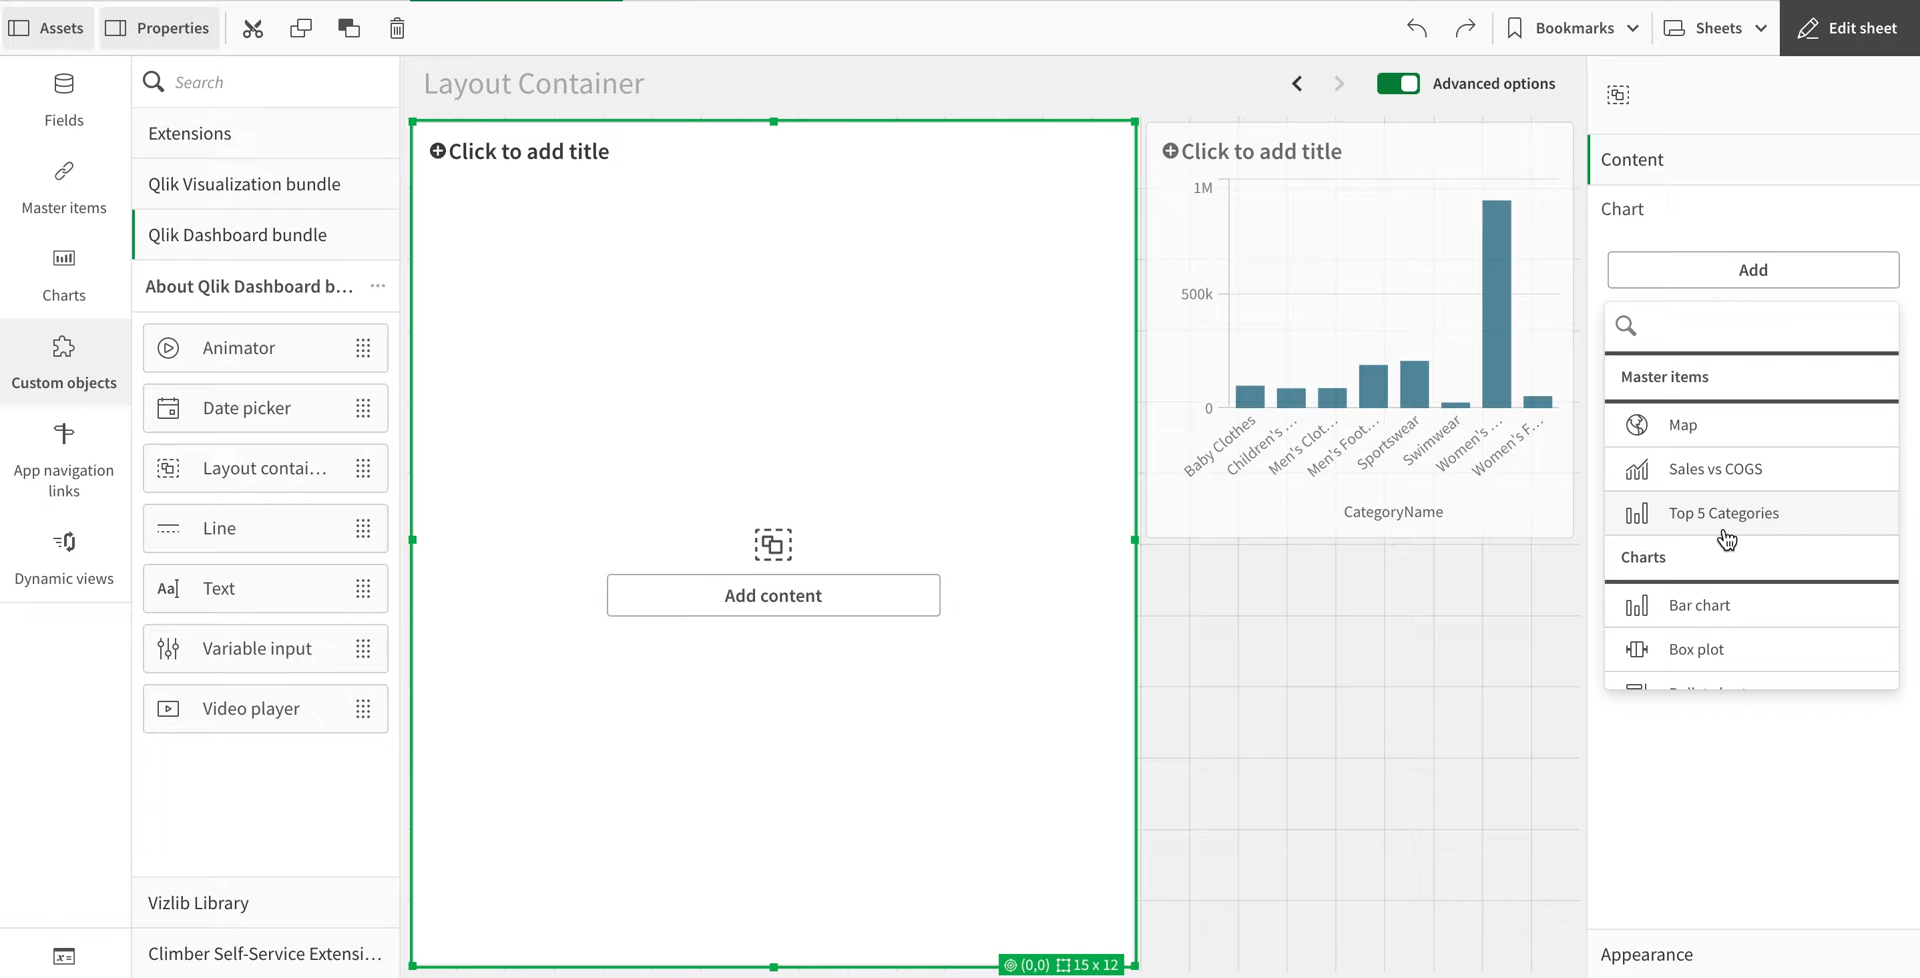 Assets
Properties
Bookmarks
Sheets
Edit sheet
Fields
Master items
Charts
Custom objects
App navigation
links
Dynamic views
Search
Extensions
Qlik Visualization bundle
Qlik Dashboard bundle
About Qlik Dashboard b...
Animator
Date picker
Layout contai...
Line
Aa Text
Variable input
Video player
Vizlib Library
Climber Self-Service Extensi...
x=
Layout Container
Advanced options
Click to add title
Add content
(0,0) 15 x 12
Click to add title
1M
500k
0
Baby Clothes
Children's ...
Men's Clot...
Men's Foot...
Sportswear
Swimwear
Women's ...
Women's F...
CategoryName
Content
Chart
Add
Master items
Map
Sales vs COGS
Top 5 Categories
Charts
Bar chart
Box plot
Appearance